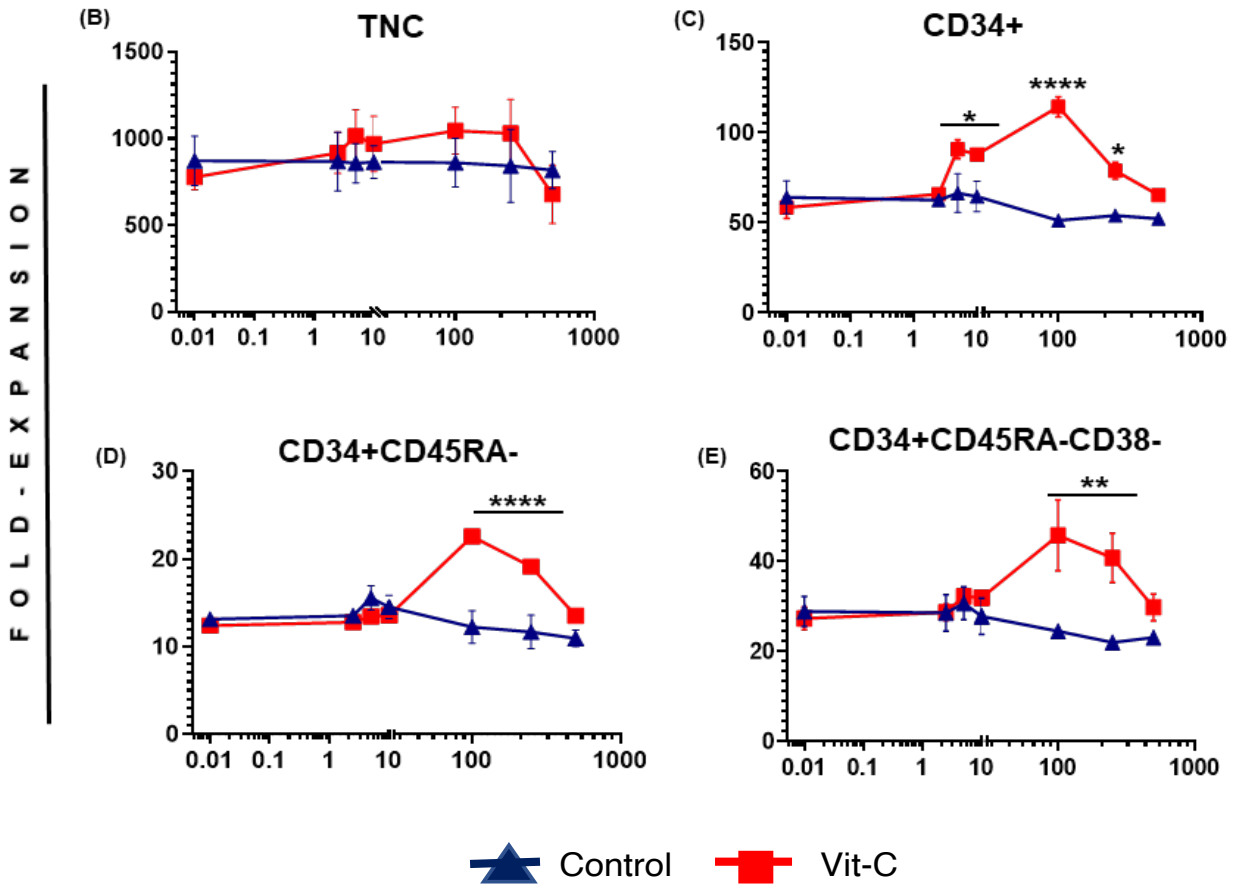 (B)
TNC
1500
1000
500
0
0.01 0.1 1 10 100 1000
(C)
CD34+
150
100
50
0
****
*
*
0.01 0.1 1 10 100 1000
FOLD-EXPANSION
(D)
CD34+CD45RA-
30
20
10
0
****
0.01 0.1 1 10 100 1000
(E)
CD34+CD45RA-CD38-
60
40
20
0
**
0.01 0.1 1 10 100 1000
Control Vit-C